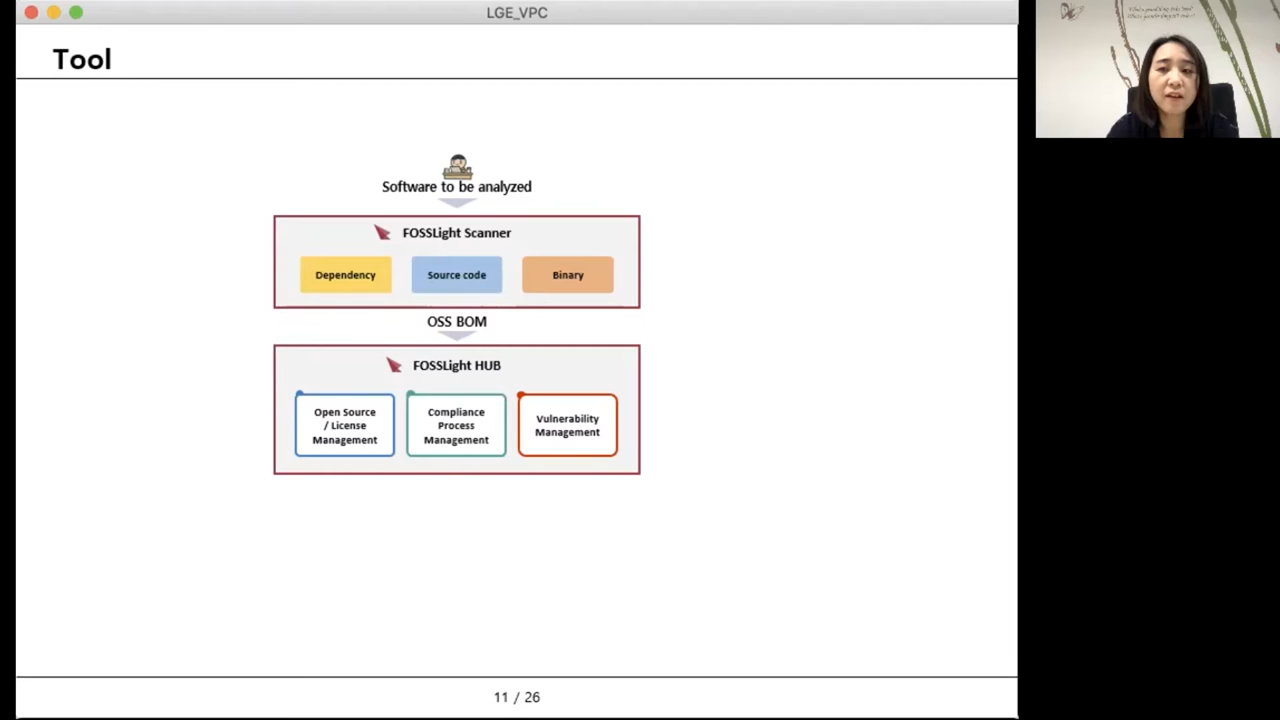 LGE_VPC
Tool
Software to be analyzed
FOSSLight Scanner
Dependency
Source code
Binary
OSS BOM
FOSSLight HUB
Open Source
/ License
Management
Compliance
Process
Management
Vulnerability
Management
11 / 26